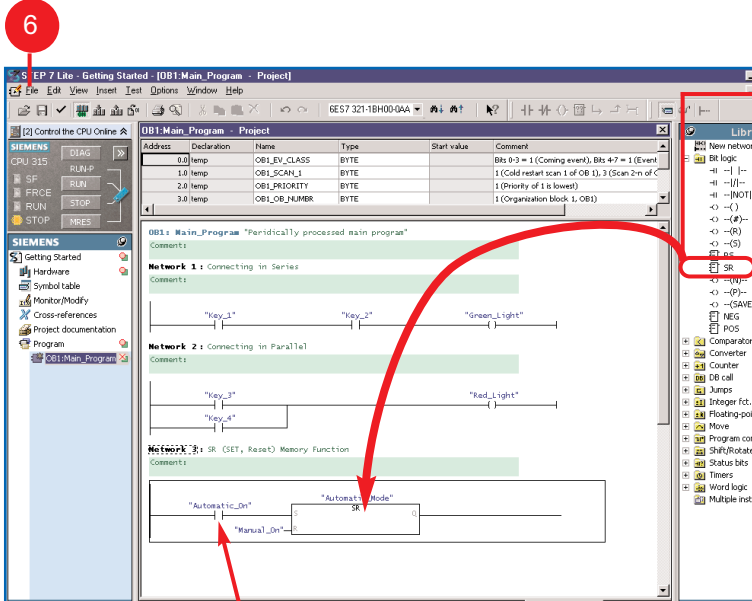 6
STEP 7 Lite - Getting Started - [OB1:Main_Program - Project]
File Edit View Insert Test Options Window Help
6ES7 321-1BH00-0AA
[2] Control the CPU Online
SIEMENS
CPU 315
DIAG
RUN-P
SF
RUN
FRCE
RUN
STOP
STOP
MRES
SIEMENS
Getting Started
Hardware
Symbol table
Monitor/Modify
Cross-references
Project documentation
Program
OB1:Main_Program
OB1:Main_Program - Project
Address Declaration Name Type Start value Comment
0.0 temp OB1_EV_CLASS BYTE Bits 0-3 = 1 (Coming event), Bits 4-7 = 1 (Event
1.0 temp OB1_SCAN_1 BYTE 1 (Cold restart scan 1 of OB 1), 3 (Scan 2-n of
2.0 temp OB1_PRIORITY BYTE 1 (Priority of 1 is lowest)
3.0 temp OB1_OB_NUMBR BYTE 1 (Organization block 1, OB1)
OB1: Main_Program "Peridically processed main program"
Comment:
Network 1 : Connecting in Series
Comment:
"Key_1" "Key_2" "Green_Light"
Network 2 : Connecting in Parallel
Comment:
"Key_3" "Red_Light"
"Key_4"
Network 3 : SR (SET, Reset) Memory Function
Comment:
"Automatic_On" "Automatic_Mode"
SR
S Q
"Manual_On" R
Libr
New network
Bit logic
--| |--
--|/|--
--|NOT|
--( )
--(#)--
--(R)
--(S)
RS
SR
--(N)--
--(P)--
--(SAVE
NEG
POS
Comparator
Converter
Counter
DB call
Jumps
Integer fct.
Floating-poi
Move
Program con
Shift/Rotate
Status bits
Timers
Word logic
Multiple inst